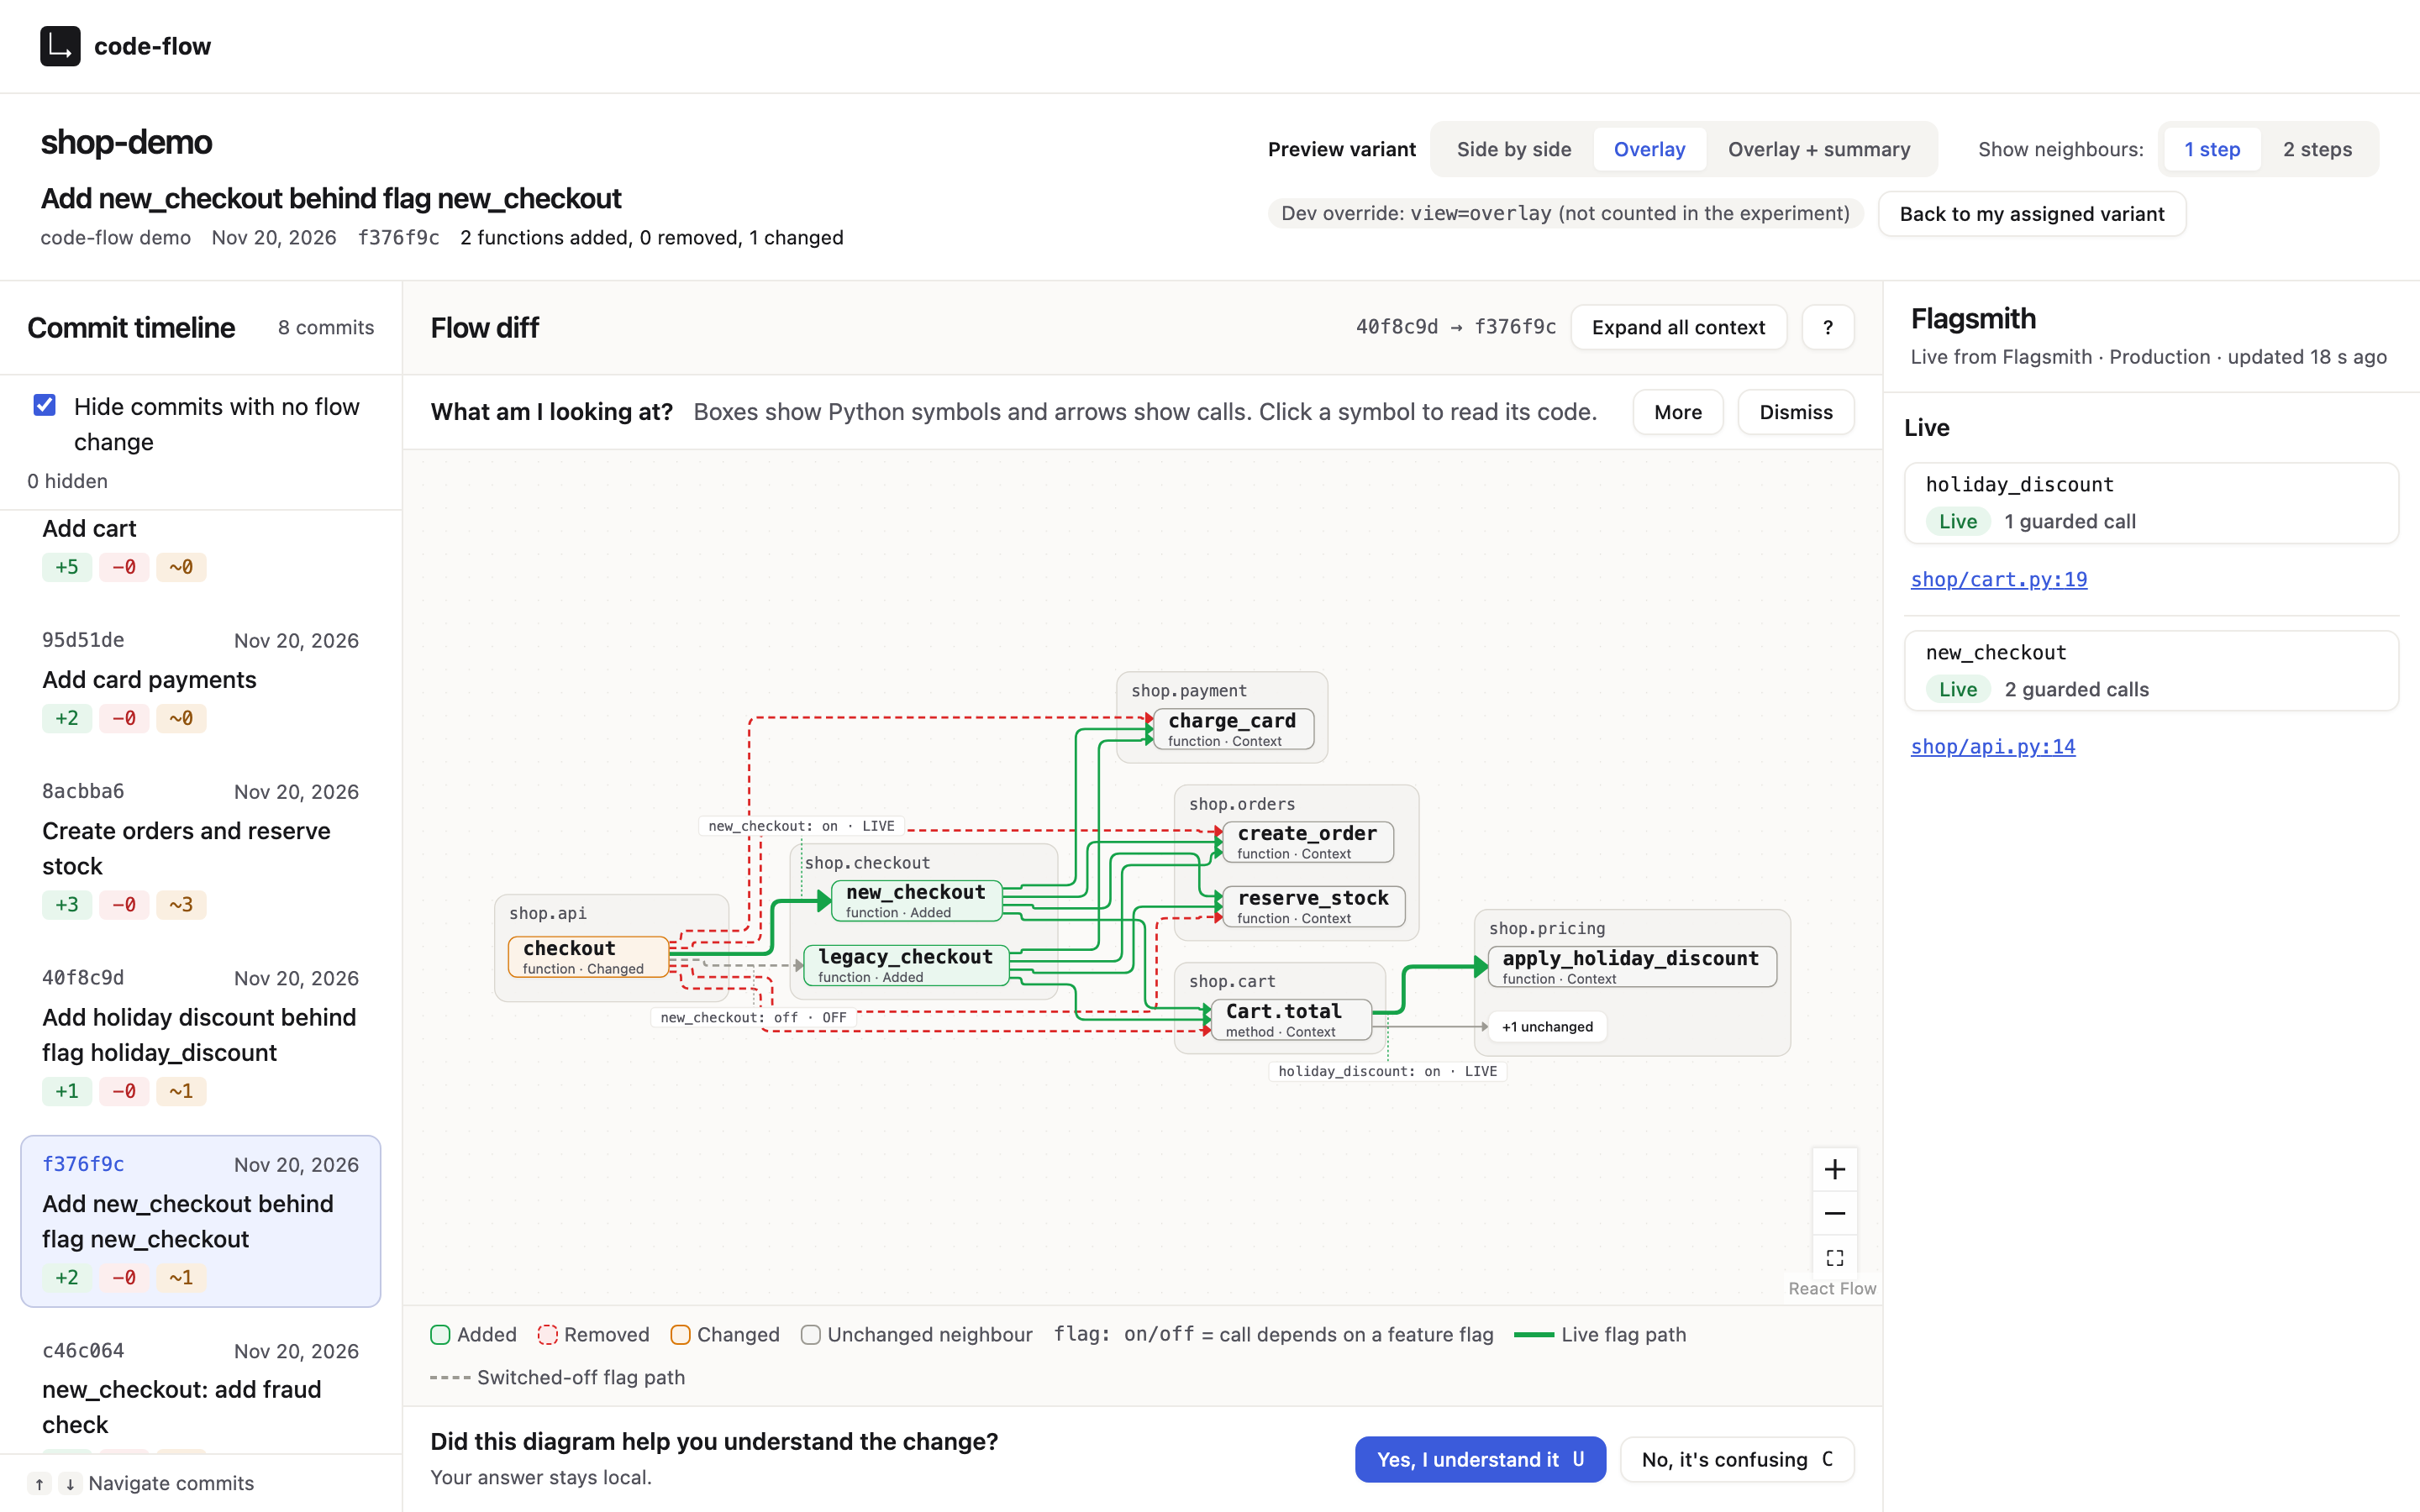 code-flow
shop-demo
Add new_checkout behind flag new_checkout
code-flow demo Nov 20, 2026 f376f9c 2 functions added, 0 removed, 1 changed
Preview variant Side by side Overlay Overlay + summary Show neighbours: 1 step 2 steps
Dev override: view=overlay (not counted in the experiment) Back to my assigned variant
Commit timeline 8 commits
Hide commits with no flow
change
0 hidden
Add cart
+5 −0 ~0
95d51de Nov 20, 2026
Add card payments
+2 −0 ~0
8acbba6 Nov 20, 2026
Create orders and reserve
stock
+3 −0 ~3
40f8c9d Nov 20, 2026
Add holiday discount behind
flag holiday_discount
+1 −0 ~1
f376f9c Nov 20, 2026
Add new_checkout behind
flag new_checkout
+2 −0 ~1
c46c064 Nov 20, 2026
new_checkout: add fraud
check
↑ ↓ Navigate commits
Flow diff 40f8c9d → f376f9c Expand all context ?
What am I looking at? Boxes show Python symbols and arrows show calls. Click a symbol to read its code. More Dismiss
shop.payment
charge_card
function · Context
new_checkout: on · LIVE
shop.orders
create_order
function · Context
reserve_stock
function · Context
shop.checkout
new_checkout
function · Added
legacy_checkout
function · Added
shop.api
checkout
function · Changed
new_checkout: off · OFF
shop.cart
Cart.total
method · Context
holiday_discount: on · LIVE
shop.pricing
apply_holiday_discount
function · Context
+1 unchanged
React Flow
Added Removed Changed Unchanged neighbour flag: on/off = call depends on a feature flag Live flag path
Switched-off flag path
Did this diagram help you understand the change?
Your answer stays local.
Yes, I understand it U No, it's confusing C
Flagsmith
Live from Flagsmith · Production · updated 18 s ago
Live
holiday_discount
Live 1 guarded call
shop/cart.py:19
new_checkout
Live 2 guarded calls
shop/api.py:14